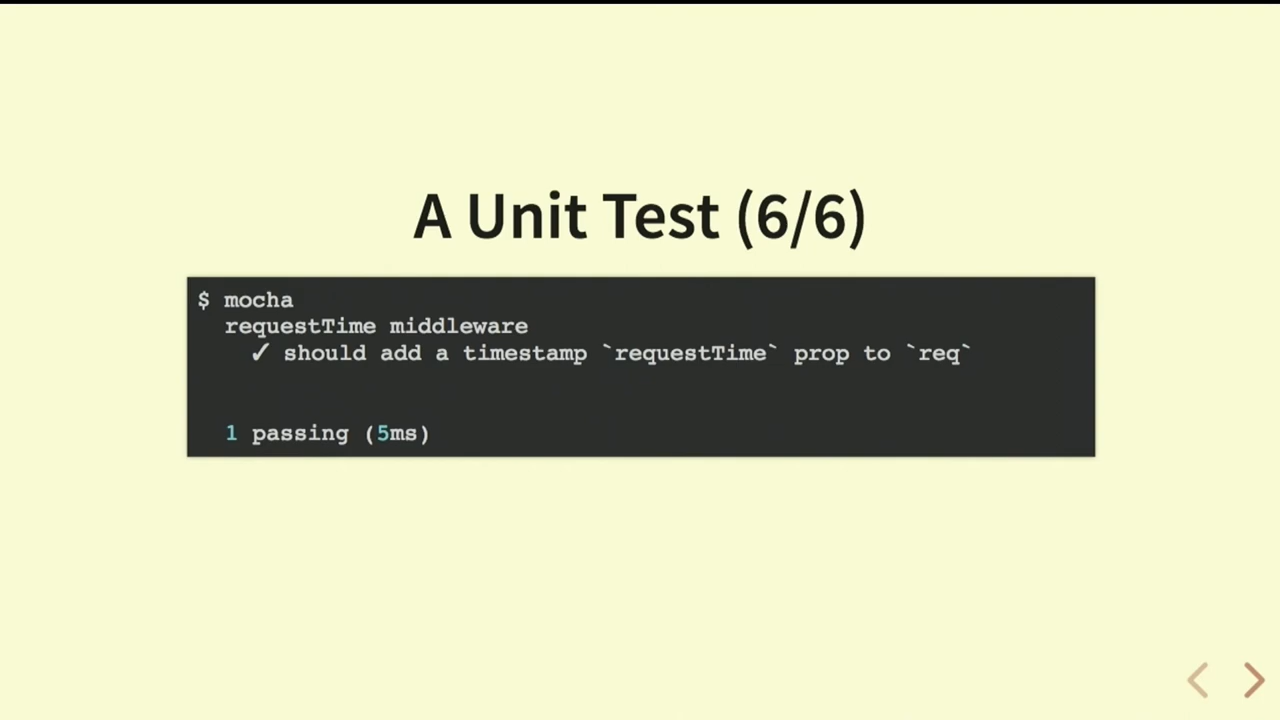 A Unit Test (6/6)
$ mocha
requestTime middleware
✓ should add a timestamp `requestTime` prop to `req`
1 passing (5ms)